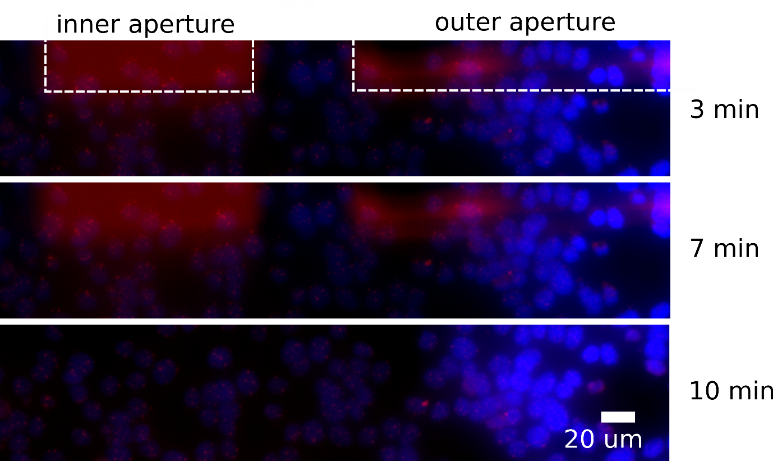 inner aperture
outer aperture
3 min
7 min
10 min
20 um